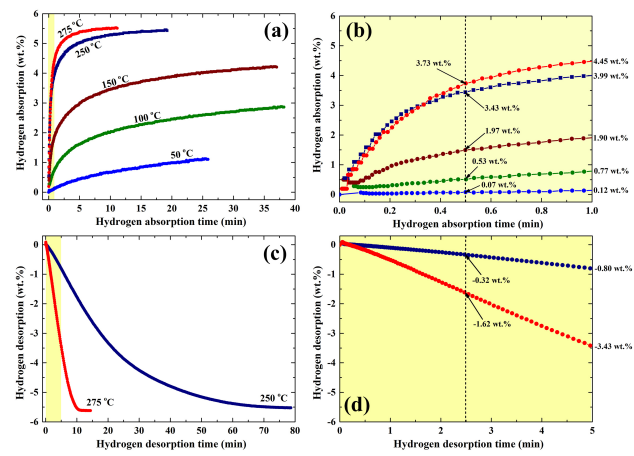 (a)
275 °C
250 °C
150 °C
100 °C
50 °C
6
5
4
3
2
1
0
0 5 10 15 20 25 30 35 40
Hydrogen absorption (wt.%)
Hydrogen absorption time (min)
(b)
6
5
4
3
2
1
0
3.73 wt.%
3.43 wt.%
1.97 wt.%
0.53 wt.%
0.07 wt.%
4.45 wt.%
3.99 wt.%
1.90 wt.%
0.77 wt.%
0.12 wt.%
0.0 0.2 0.4 0.6 0.8 1.0
Hydrogen absorption (wt.%)
Hydrogen absorption time (min)
(c)
0
-1
-2
-3
-4
-5
-6
275 °C
250 °C
0 10 20 30 40 50 60 70 80
Hydrogen desorption (wt.%)
Hydrogen desorption time (min)
(d)
0
-1
-2
-3
-4
-5
-6
-0.32 wt.%
-1.62 wt.%
-0.80 wt.%
-3.43 wt.%
0 1 2 3 4 5
Hydrogen desorption (wt.%)
Hydrogen desorption time (min)